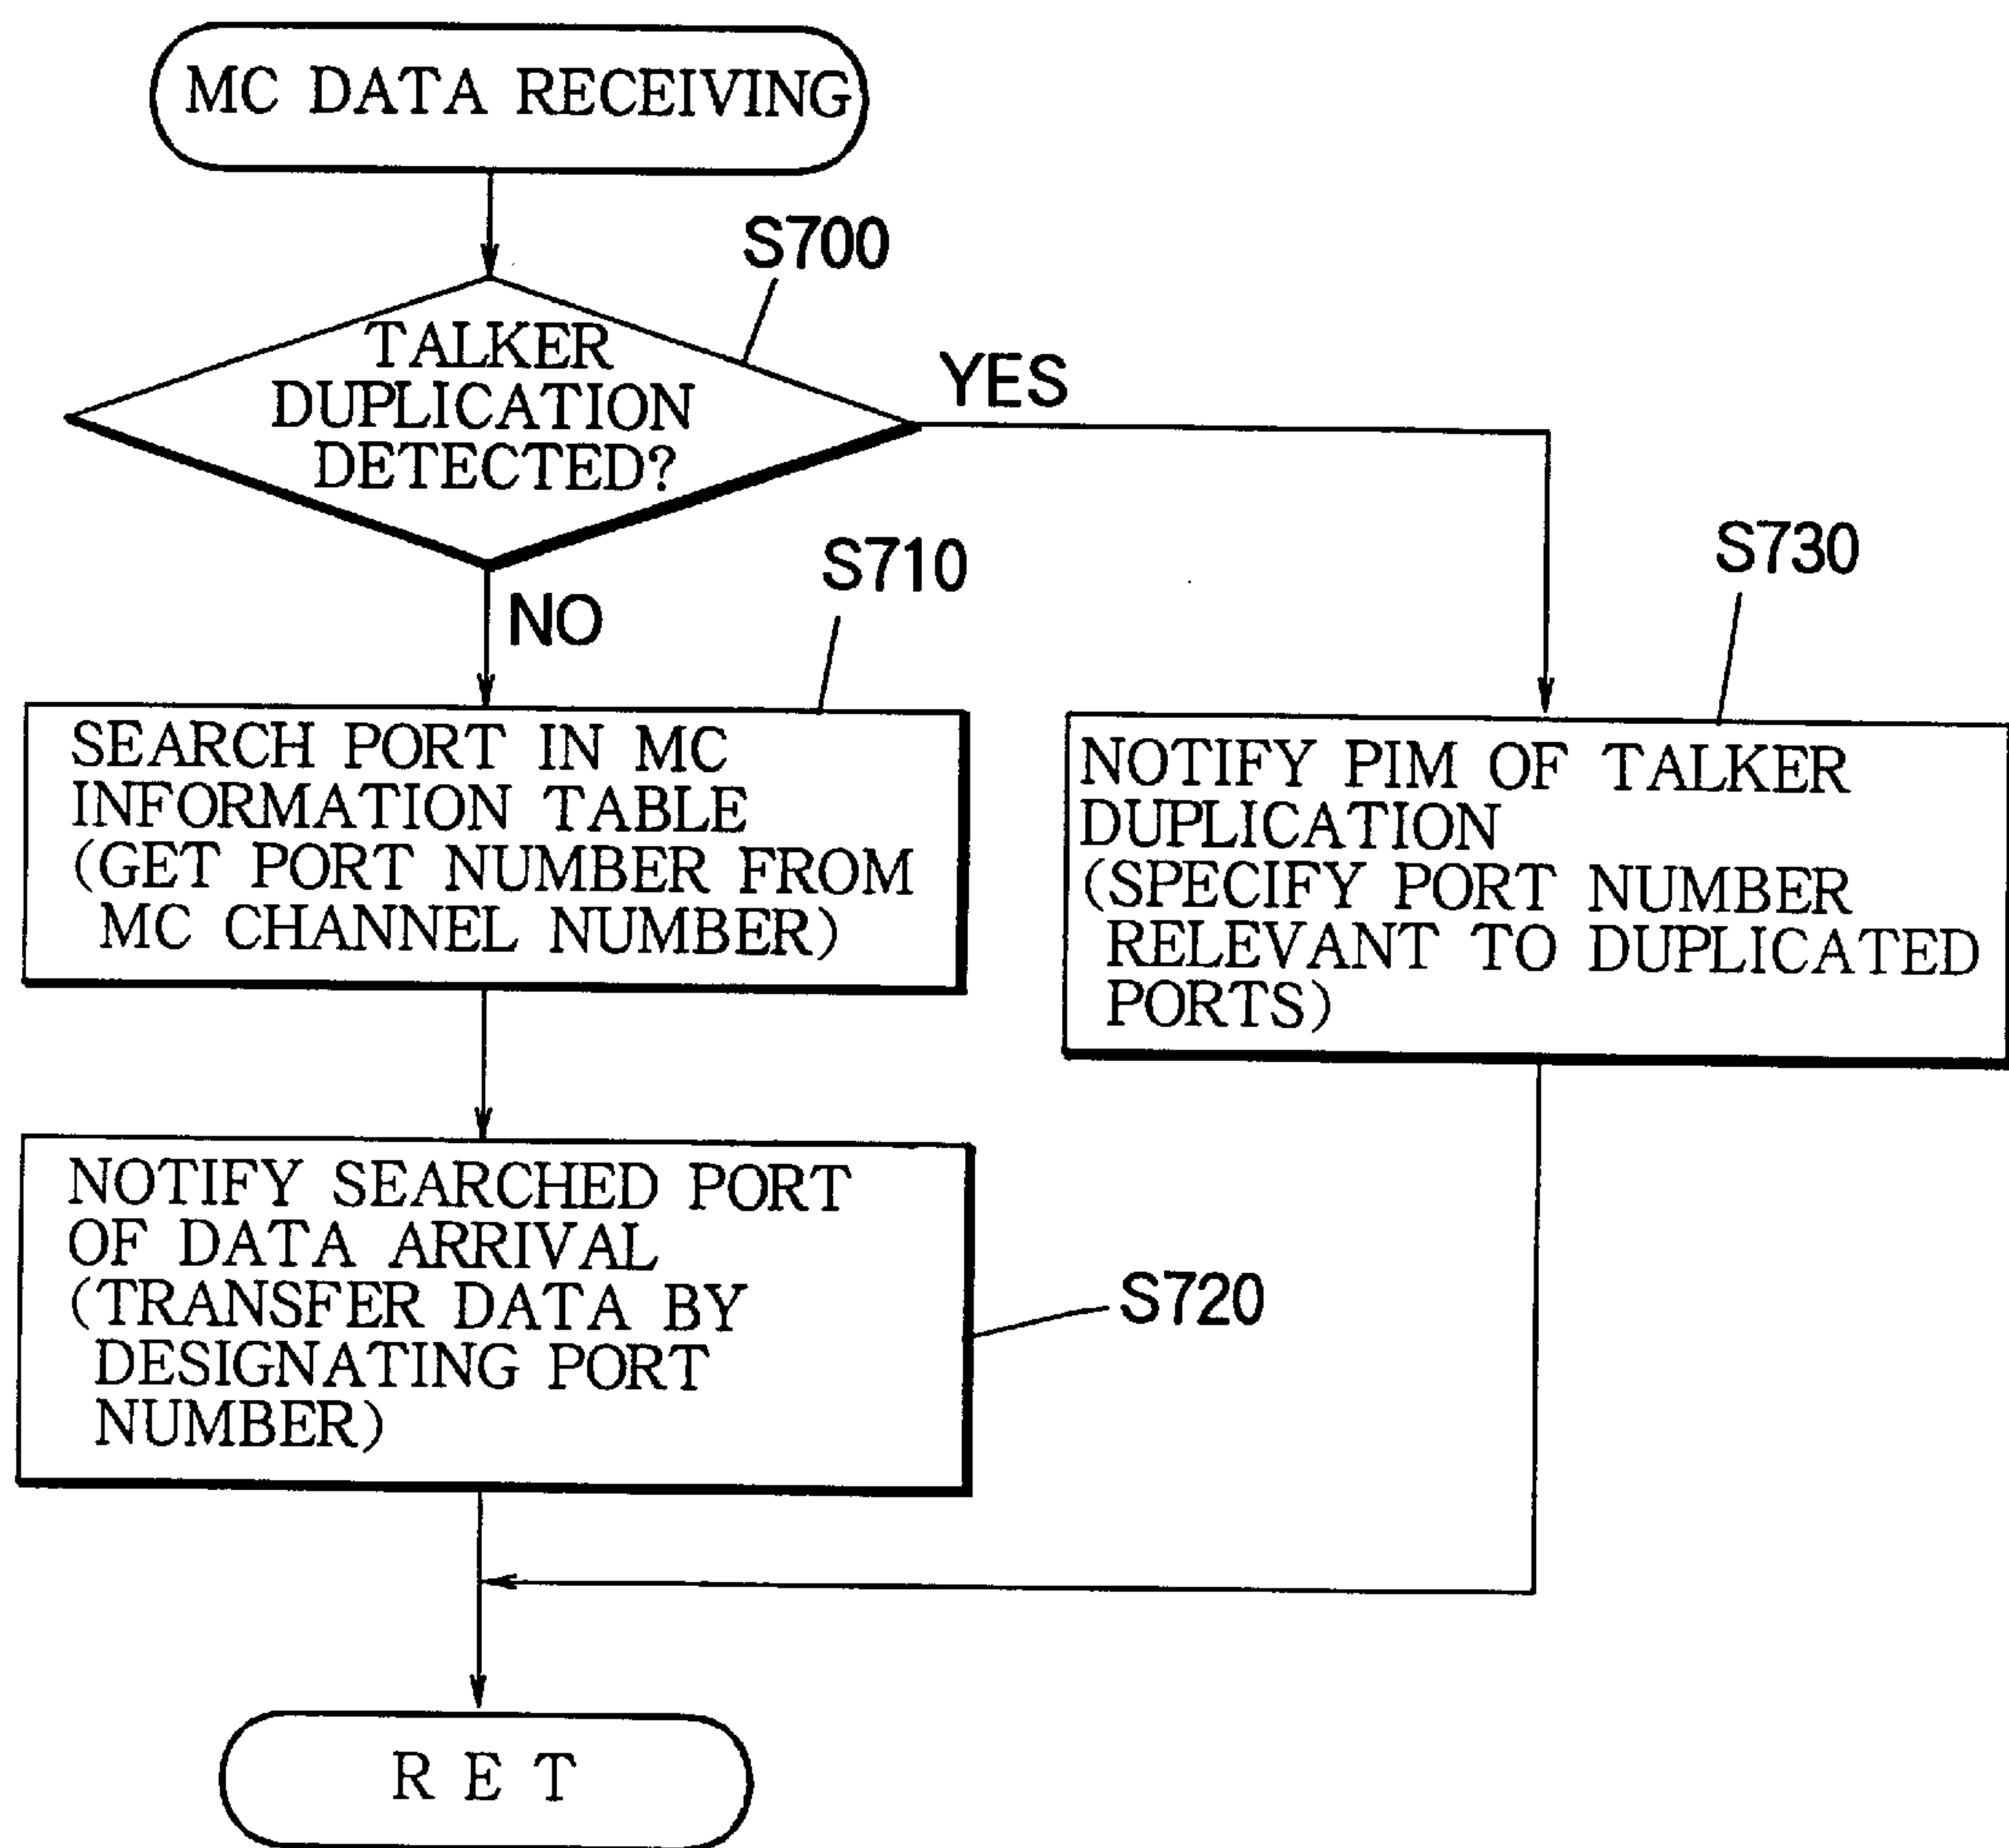 MC DATA RECEIVING
S700
TALKER
DUPLICATION
DETECTED?
YES
NO
S710
SEARCH PORT IN MC
INFORMATION TABLE
(GET PORT NUMBER FROM
MC CHANNEL NUMBER)
S730
NOTIFY PIM OF TALKER
DUPLICATION
(SPECIFY PORT NUMBER
RELEVANT TO DUPLICATED
PORTS)
NOTIFY SEARCHED PORT
OF DATA ARRIVAL
(TRANSFER DATA BY
DESIGNATING PORT
NUMBER)
S720
RET